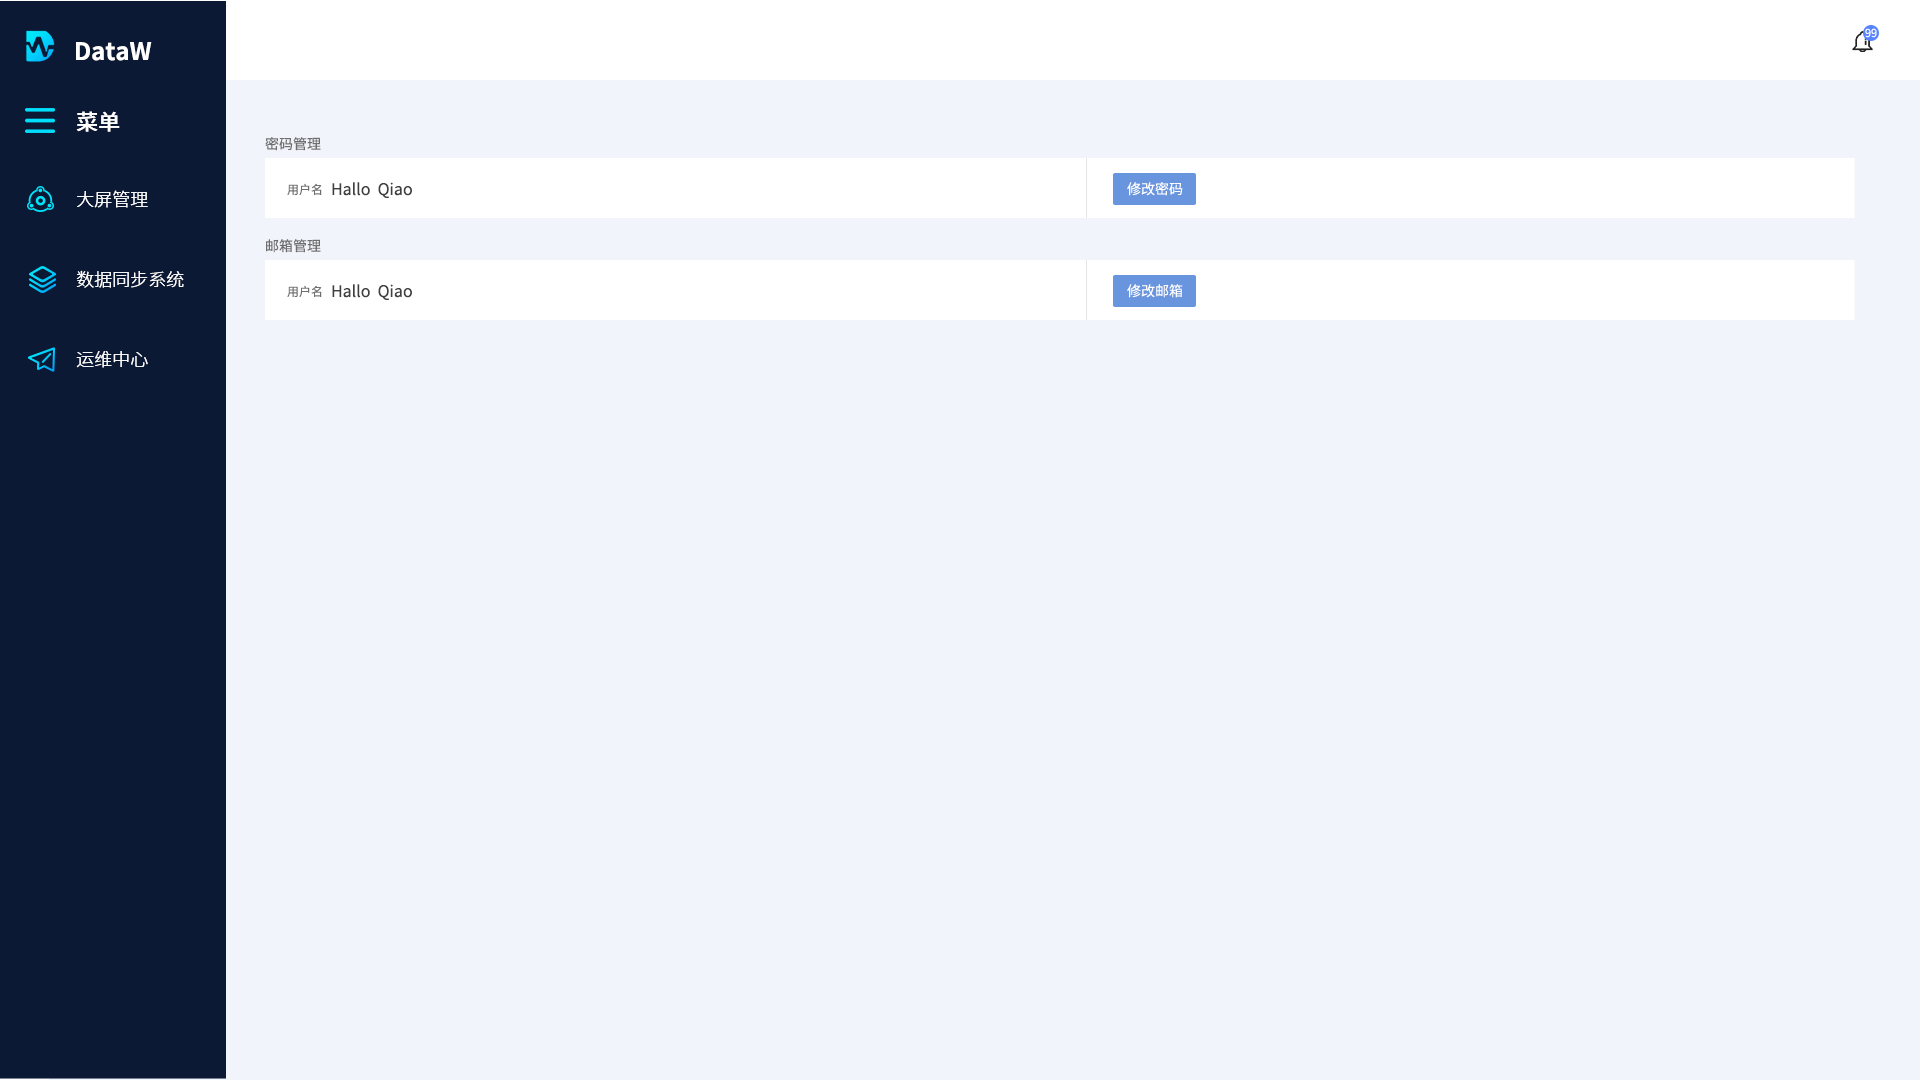 DataW
99
菜单
大屏管理
数据同步系统
运维中心
密码管理
用户名 Hallo Qiao
修改密码
邮箱管理
用户名 Hallo Qiao
修改邮箱